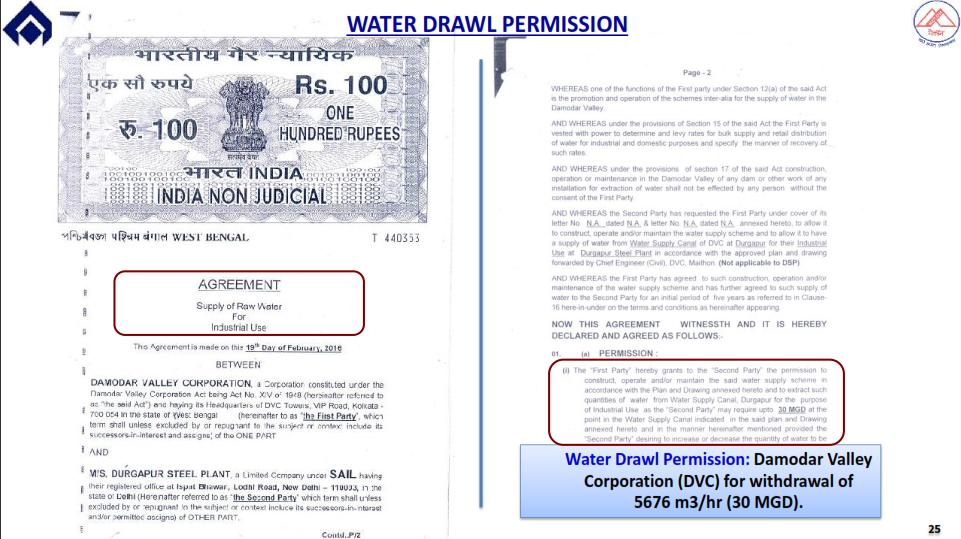 WATER DRAWL PERMISSION
भारतीय गैर न्यायिक
एक सौ रुपये
Rs. 100
रु. 100
ONE
HUNDRED RUPEES
सत्यमेव जयते
भारत INDIA
INDIA NON JUDICIAL
পশ্চিমবঙ্গ पश्चिम बंगाल WEST BENGAL
T 440353
AGREEMENT
Supply of Raw Water
For
Industrial Use
This Agreement is made on this 19th Day of February, 2016
BETWEEN
DAMODAR VALLEY CORPORATION, a Corporation constituted under the
Damodar Valley Corporation Act being Act No. XIV of 1948 (hereinafter referred to
as "the said Act") and having its Headquarters of DVC Towers, VIP Road, Kolkata -
700 054 in the state of West Bengal (hereinafter to as "the First Party", which
term shall unless excluded by or repugnant to the subject or context include its
successors-in-interest and assigns) of the ONE PART
AND
M/S. DURGAPUR STEEL PLANT, a Limited Company under SAIL having
their registered office at Ispat Bhawan, Lodhi Road, New Delhi – 110003, in the
state of Delhi (Hereinafter referred to as "the Second Party" which term shall unless
excluded by or repugnant to the subject or context include its successors-in-interest
and/or permitted assigns) of OTHER PART.
Contd..P/2
Page - 2
WHEREAS one of the functions of the First party under Section 12(a) of the said Act
is the promotion and operation of the schemes inter-alia for the supply of water in the
Damodar Valley.
AND WHEREAS under the provisions of Section 15 of the said Act the First Party is
vested with power to determine and levy rates for bulk supply and retail distribution
of water for industrial and domestic purposes and specify the manner of recovery of
such rates.
AND WHEREAS under the provisions of section 17 of the said Act construction,
operation or maintenance in the Damodar Valley of any dam or other work of any
installation for extraction of water shall not be effected by any person without the
consent of the First Party.
AND WHEREAS the Second Party has requested the First Party under cover of its
letter No. N.A. dated N.A & letter No. N.A. dated N.A. annexed hereto, to allow it
to construct, operate and/or maintain the water supply scheme and to allow it to have
a supply of water from Water Supply Canal of DVC at Durgapur for their Industrial
Use at Durgapur Steel Plant in accordance with the approved plan and drawing
forwarded by Chief Engineer (Civil), DVC, Maithon. (Not applicable to DSP)
AND WHEREAS the First Party has agreed to such construction, operation and/or
maintenance of the water supply scheme and has further agreed to such supply of
water to the Second Party for an initial period of five years as referred to in Clause-
16 here-in-under on the terms and conditions as hereinafter appearing.
NOW THIS AGREEMENT WITNESSTH AND IT IS HEREBY
DECLARED AND AGREED AS FOLLOWS:-
01. (a) PERMISSION :
(i) The "First Party" hereby grants to the "Second Party" the permission to
construct, operate and/or maintain the said water supply scheme in
accordance with the Plan and Drawing annexed hereto and to extract such
quantities of water from Water Supply Canal, Durgapur for the purpose
of Industrial Use as the "Second Party" may require upto 30 MGD at the
point in the Water Supply Canal indicated in the said plan and Drawing
annexed hereto and in the manner hereinafter mentioned provided the
"Second Party" desiring to increase or decrease the quantity of water to be
Water Drawl Permission: Damodar Valley
Corporation (DVC) for withdrawal of
5676 m3/hr (30 MGD).
25